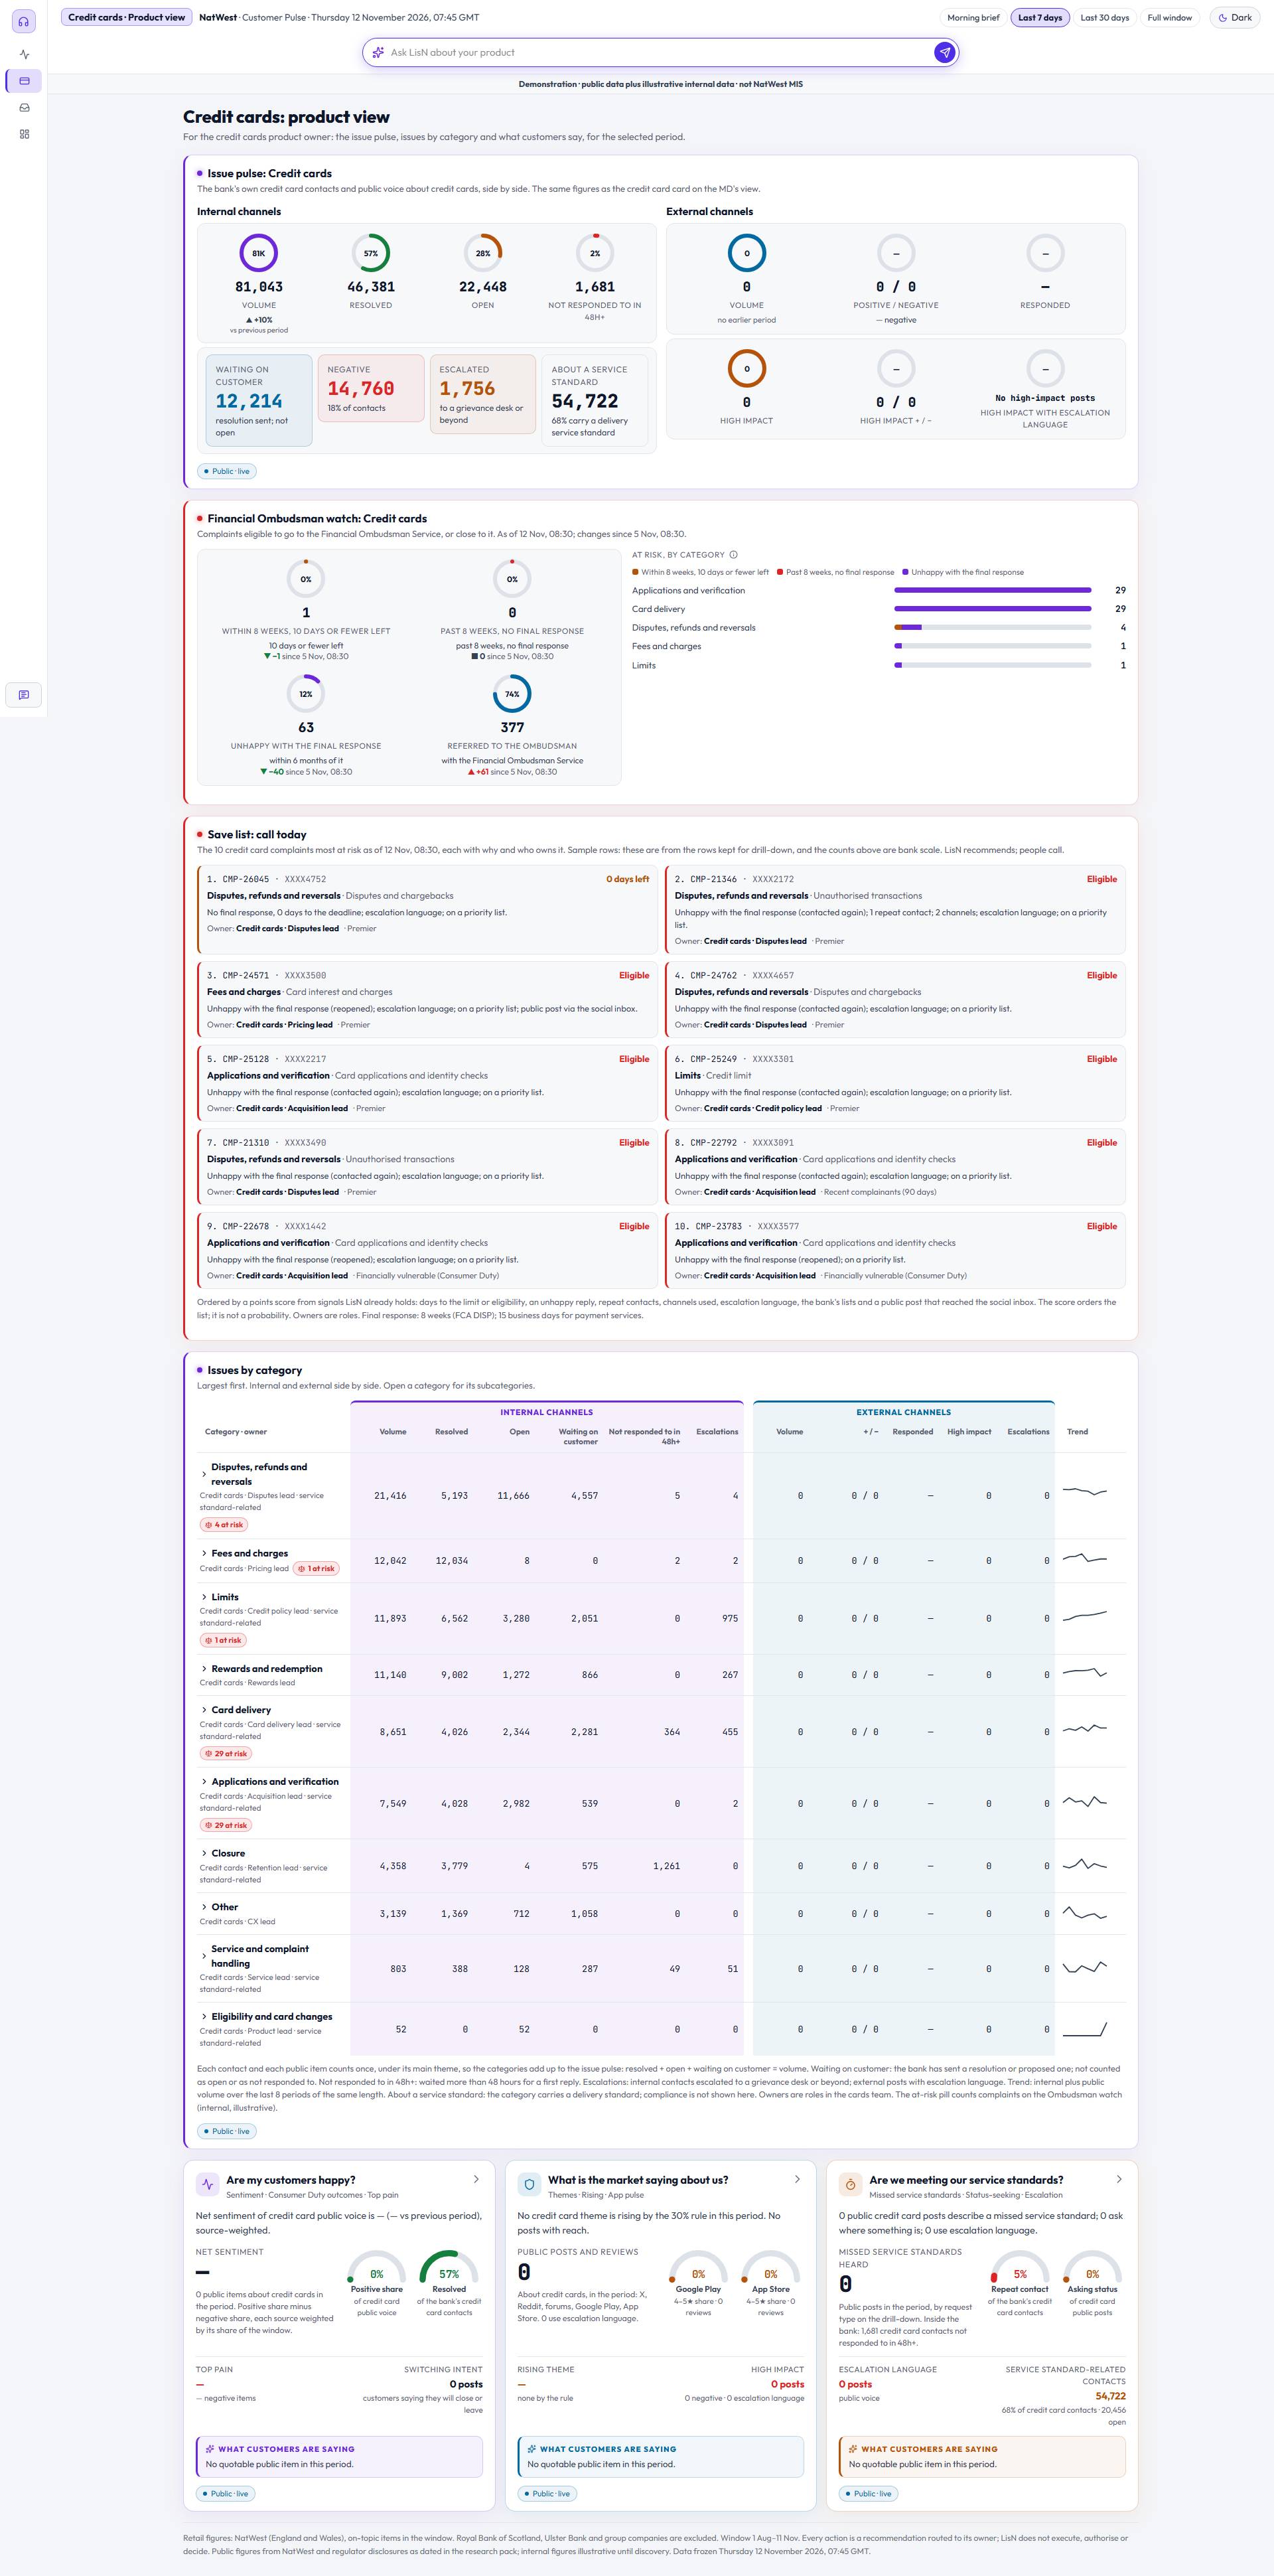 Credit cards · Product view
NatWest · Customer Pulse · Thursday 12 November 2026, 07:45 GMT
Morning brief
Last 7 days
Last 30 days
Full window
Dark
Ask LisN about your product
Demonstration · public data plus illustrative internal data · not NatWest MIS
Credit cards: product view
For the credit cards product owner: the issue pulse, issues by category and what customers say, for the selected period.
Issue pulse: Credit cards
The bank's own credit card contacts and public voice about credit cards, side by side. The same figures as the credit card card on the MD's view.
Internal channels
81K
57%
28%
2%
81,043
46,381
22,448
1,681
VOLUME
RESOLVED
OPEN
NOT RESPONDED TO IN
48H+
▲ +10%
vs previous period
WAITING ON
CUSTOMER
12,214
resolution sent; not
open
NEGATIVE
14,760
18% of contacts
ESCALATED
1,756
to a grievance desk or
beyond
ABOUT A SERVICE
STANDARD
54,722
68% carry a delivery
service standard
Public · live
External channels
0
–
–
0
0 / 0
–
VOLUME
POSITIVE / NEGATIVE
RESPONDED
no earlier period
— negative
0
–
–
0
0 / 0
No high-impact posts
HIGH IMPACT
HIGH IMPACT + / −
HIGH IMPACT WITH ESCALATION
LANGUAGE
Financial Ombudsman watch: Credit cards
Complaints eligible to go to the Financial Ombudsman Service, or close to it. As of 12 Nov, 08:30; changes since 5 Nov, 08:30.
0%
1
WITHIN 8 WEEKS, 10 DAYS OR FEWER LEFT
10 days or fewer left
▼ −1 since 5 Nov, 08:30
0%
0
PAST 8 WEEKS, NO FINAL RESPONSE
past 8 weeks, no final response
■ 0 since 5 Nov, 08:30
12%
63
UNHAPPY WITH THE FINAL RESPONSE
within 6 months of it
▼ −40 since 5 Nov, 08:30
74%
377
REFERRED TO THE OMBUDSMAN
with the Financial Ombudsman Service
▲ +61 since 5 Nov, 08:30
AT RISK, BY CATEGORY
Within 8 weeks, 10 days or fewer left
Past 8 weeks, no final response
Unhappy with the final response
Applications and verification 29
Card delivery 29
Disputes, refunds and reversals 4
Fees and charges 1
Limits 1
Save list: call today
The 10 credit card complaints most at risk as of 12 Nov, 08:30, each with why and who owns it. Sample rows: these are from the rows kept for drill-down, and the counts above are bank scale. LisN recommends; people call.
1. CMP-26045 · XXXX4752 0 days left
Disputes, refunds and reversals · Disputes and chargebacks
No final response, 0 days to the deadline; escalation language; on a priority list.
Owner: Credit cards · Disputes lead · Premier
2. CMP-21346 · XXXX2172 Eligible
Disputes, refunds and reversals · Unauthorised transactions
Unhappy with the final response (contacted again); 1 repeat contact; 2 channels; escalation language; on a priority
list.
Owner: Credit cards · Disputes lead · Premier
3. CMP-24571 · XXXX3500 Eligible
Fees and charges · Card interest and charges
Unhappy with the final response (reopened); escalation language; on a priority list; public post via the social inbox.
Owner: Credit cards · Pricing lead · Premier
4. CMP-24762 · XXXX4657 Eligible
Disputes, refunds and reversals · Disputes and chargebacks
Unhappy with the final response (contacted again); escalation language; on a priority list.
Owner: Credit cards · Disputes lead · Premier
5. CMP-25128 · XXXX2217 Eligible
Applications and verification · Card applications and identity checks
Unhappy with the final response (contacted again); escalation language; on a priority list.
Owner: Credit cards · Acquisition lead · Premier
6. CMP-25249 · XXXX3301 Eligible
Limits · Credit limit
Unhappy with the final response (contacted again); escalation language; on a priority list.
Owner: Credit cards · Credit policy lead · Premier
7. CMP-21310 · XXXX3490 Eligible
Disputes, refunds and reversals · Unauthorised transactions
Unhappy with the final response (contacted again); escalation language; on a priority list.
Owner: Credit cards · Disputes lead · Premier
8. CMP-22792 · XXXX3091 Eligible
Applications and verification · Card applications and identity checks
Unhappy with the final response (contacted again); escalation language; on a priority list.
Owner: Credit cards · Acquisition lead · Recent complainants (90 days)
9. CMP-22678 · XXXX1442 Eligible
Applications and verification · Card applications and identity checks
Unhappy with the final response (reopened); escalation language; on a priority list.
Owner: Credit cards · Acquisition lead · Financially vulnerable (Consumer Duty)
10. CMP-23783 · XXXX3577 Eligible
Applications and verification · Card applications and identity checks
Unhappy with the final response (reopened); on a priority list.
Owner: Credit cards · Acquisition lead · Financially vulnerable (Consumer Duty)
Ordered by a points score from signals LisN already holds: days to the limit or eligibility, an unhappy reply, repeat contacts, channels used, escalation language, the bank's lists and a public post that reached the social inbox. The score orders the
list; it is not a probability. Owners are roles. Final response: 8 weeks (FCA DISP); 15 business days for payment services.
Issues by category
Largest first. Internal and external side by side. Open a category for its subcategories.
INTERNAL CHANNELS
EXTERNAL CHANNELS
Category · owner Volume Resolved Open Waiting on customer Not responded to in 48h+ Escalations Volume + / − Responded High impact Escalations Trend
Disputes, refunds and
reversals
Credit cards · Disputes lead · service
standard-related
4 at risk
21,416 5,193 11,666 4,557 5 4 0 0 / 0 — 0 0
Fees and charges
Credit cards · Pricing lead 1 at risk
12,042 12,034 8 0 2 2 0 0 / 0 — 0 0
Limits
Credit cards · Credit policy lead · service
standard-related
1 at risk
11,893 6,562 3,280 2,051 0 975 0 0 / 0 — 0 0
Rewards and redemption
Credit cards · Rewards lead
11,140 9,002 1,272 866 0 267 0 0 / 0 — 0 0
Card delivery
Credit cards · Card delivery lead · service
standard-related
29 at risk
8,651 4,026 2,344 2,281 364 455 0 0 / 0 — 0 0
Applications and verification
Credit cards · Acquisition lead · service
standard-related
29 at risk
7,549 4,028 2,982 539 0 2 0 0 / 0 — 0 0
Closure
Credit cards · Retention lead · service
standard-related
4,358 3,779 4 575 1,261 0 0 0 / 0 — 0 0
Other
Credit cards · CX lead
3,139 1,369 712 1,058 0 0 0 0 / 0 — 0 0
Service and complaint
handling
Credit cards · Service lead · service
standard-related
803 388 128 287 49 51 0 0 / 0 — 0 0
Eligibility and card changes
Credit cards · Product lead · service
standard-related
52 0 52 0 0 0 0 0 / 0 — 0 0
Each contact and each public item counts once, under its main theme, so the categories add up to the issue pulse: resolved + open + waiting on customer = volume. Waiting on customer: the bank has sent a resolution or proposed one; not counted
as open or as not responded to. Not responded to in 48h+: waited more than 48 hours for a first reply. Escalations: internal contacts escalated to a grievance desk or beyond; external posts with escalation language. Trend: internal plus public
volume over the last 8 periods of the same length. About a service standard: the category carries a delivery standard; compliance is not shown here. Owners are roles in the cards team. The at-risk pill counts complaints on the Ombudsman watch
(internal, illustrative).
Public · live
Are my customers happy?
Sentiment · Consumer Duty outcomes · Top pain
Net sentiment of credit card public voice is — (— vs previous period),
source-weighted.
NET SENTIMENT
—
0 public items about credit cards in
the period. Positive share minus
negative share, each source weighted
by its share of the window.
0%
Positive share
of credit card
public voice
57%
Resolved
of the bank's credit
card contacts
TOP PAIN
—
— negative items
SWITCHING INTENT
0 posts
customers saying they will close or
leave
WHAT CUSTOMERS ARE SAYING
No quotable public item in this period.
Public · live
What is the market saying about us?
Themes · Rising · App pulse
No credit card theme is rising by the 30% rule in this period. No
posts with reach.
PUBLIC POSTS AND REVIEWS
0
About credit cards, in the period: X,
Reddit, forums, Google Play, App
Store. 0 use escalation language.
0%
Google Play
4–5★ share · 0
reviews
0%
App Store
4–5★ share · 0
reviews
RISING THEME
—
none by the rule
HIGH IMPACT
0 posts
0 negative · 0 escalation language
WHAT CUSTOMERS ARE SAYING
No quotable public item in this period.
Public · live
Are we meeting our service standards?
Missed service standards · Status-seeking · Escalation
0 public credit card posts describe a missed service standard; 0 ask
where something is; 0 use escalation language.
MISSED SERVICE STANDARDS
HEARD
0
Public posts in the period, by request
type on the drill-down. Inside the
bank: 1,681 credit card contacts not
responded to in 48h+.
5%
Repeat contact
of the bank's credit
card contacts
0%
Asking status
of credit card
public posts
ESCALATION LANGUAGE
0 posts
public voice
SERVICE STANDARD-RELATED
CONTACTS
54,722
68% of credit card contacts · 20,456
open
WHAT CUSTOMERS ARE SAYING
No quotable public item in this period.
Public · live
Retail figures: NatWest (England and Wales), on-topic items in the window. Royal Bank of Scotland, Ulster Bank and group companies are excluded. Window 1 Aug–11 Nov. Every action is a recommendation routed to its owner; LisN does not execute, authorise or
decide. Public figures from NatWest and regulator disclosures as dated in the research pack; internal figures illustrative until discovery. Data frozen Thursday 12 November 2026, 07:45 GMT.